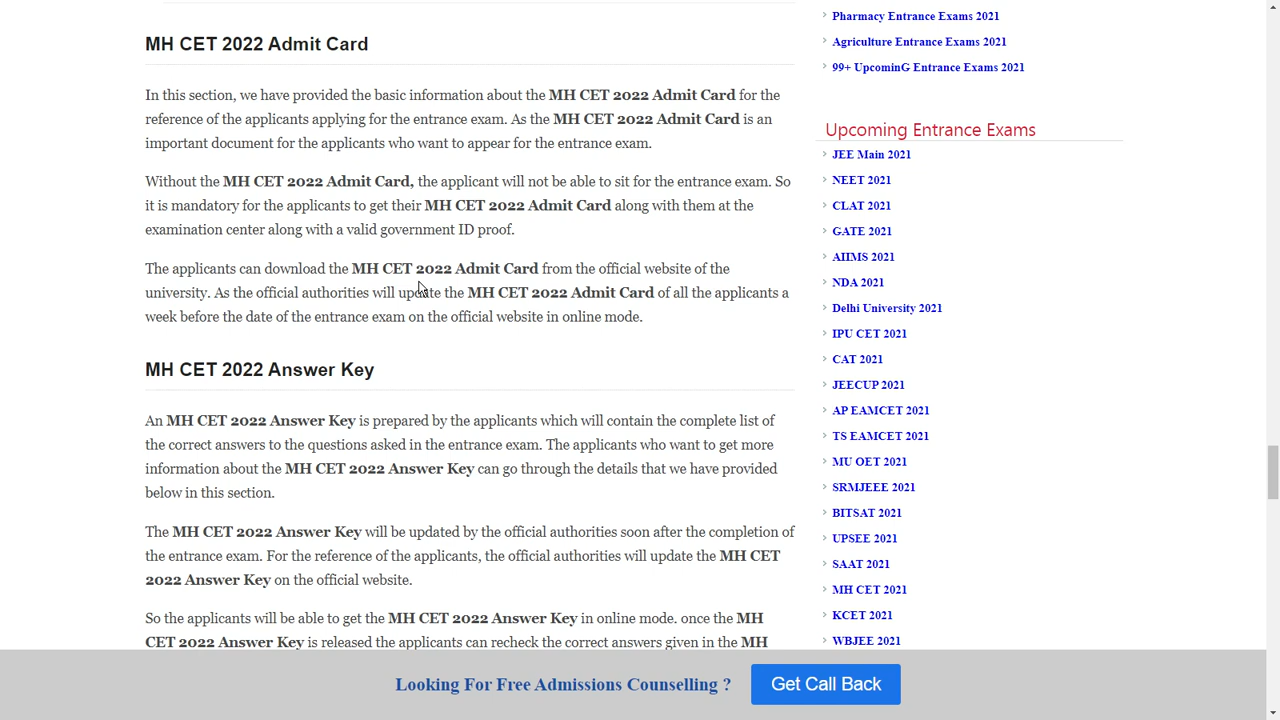 MH CET 2022 Admit Card
In this section, we have provided the basic information about the MH CET 2022 Admit Card for the
reference of the applicants applying for the entrance exam. As the MH CET 2022 Admit Card is an
important document for the applicants who want to appear for the entrance exam.
Without the MH CET 2022 Admit Card, the applicant will not be able to sit for the entrance exam. So
it is mandatory for the applicants to get their MH CET 2022 Admit Card along with them at the
examination center along with a valid government ID proof.
The applicants can download the MH CET 2022 Admit Card from the official website of the
university. As the official authorities will update the MH CET 2022 Admit Card of all the applicants a
week before the date of the entrance exam on the official website in online mode.
MH CET 2022 Answer Key
An MH CET 2022 Answer Key is prepared by the applicants which will contain the complete list of
the correct answers to the questions asked in the entrance exam. The applicants who want to get more
information about the MH CET 2022 Answer Key can go through the details that we have provided
below in this section.
The MH CET 2022 Answer Key will be updated by the official authorities soon after the completion of
the entrance exam. For the reference of the applicants, the official authorities will update the MH CET
2022 Answer Key on the official website.
So the applicants will be able to get the MH CET 2022 Answer Key in online mode. once the MH
CET 2022 Answer Key is released the applicants can recheck the correct answers given in the MH
Pharmacy Entrance Exams 2021
Agriculture Entrance Exams 2021
99+ UpcominG Entrance Exams 2021
Upcoming Entrance Exams
JEE Main 2021
NEET 2021
CLAT 2021
GATE 2021
AIIMS 2021
NDA 2021
Delhi University 2021
IPU CET 2021
CAT 2021
JEECUP 2021
AP EAMCET 2021
TS EAMCET 2021
MU OET 2021
SRMJEEE 2021
BITSAT 2021
UPSEE 2021
SAAT 2021
MH CET 2021
KCET 2021
WBJEE 2021
Looking For Free Admissions Counselling ?
Get Call Back